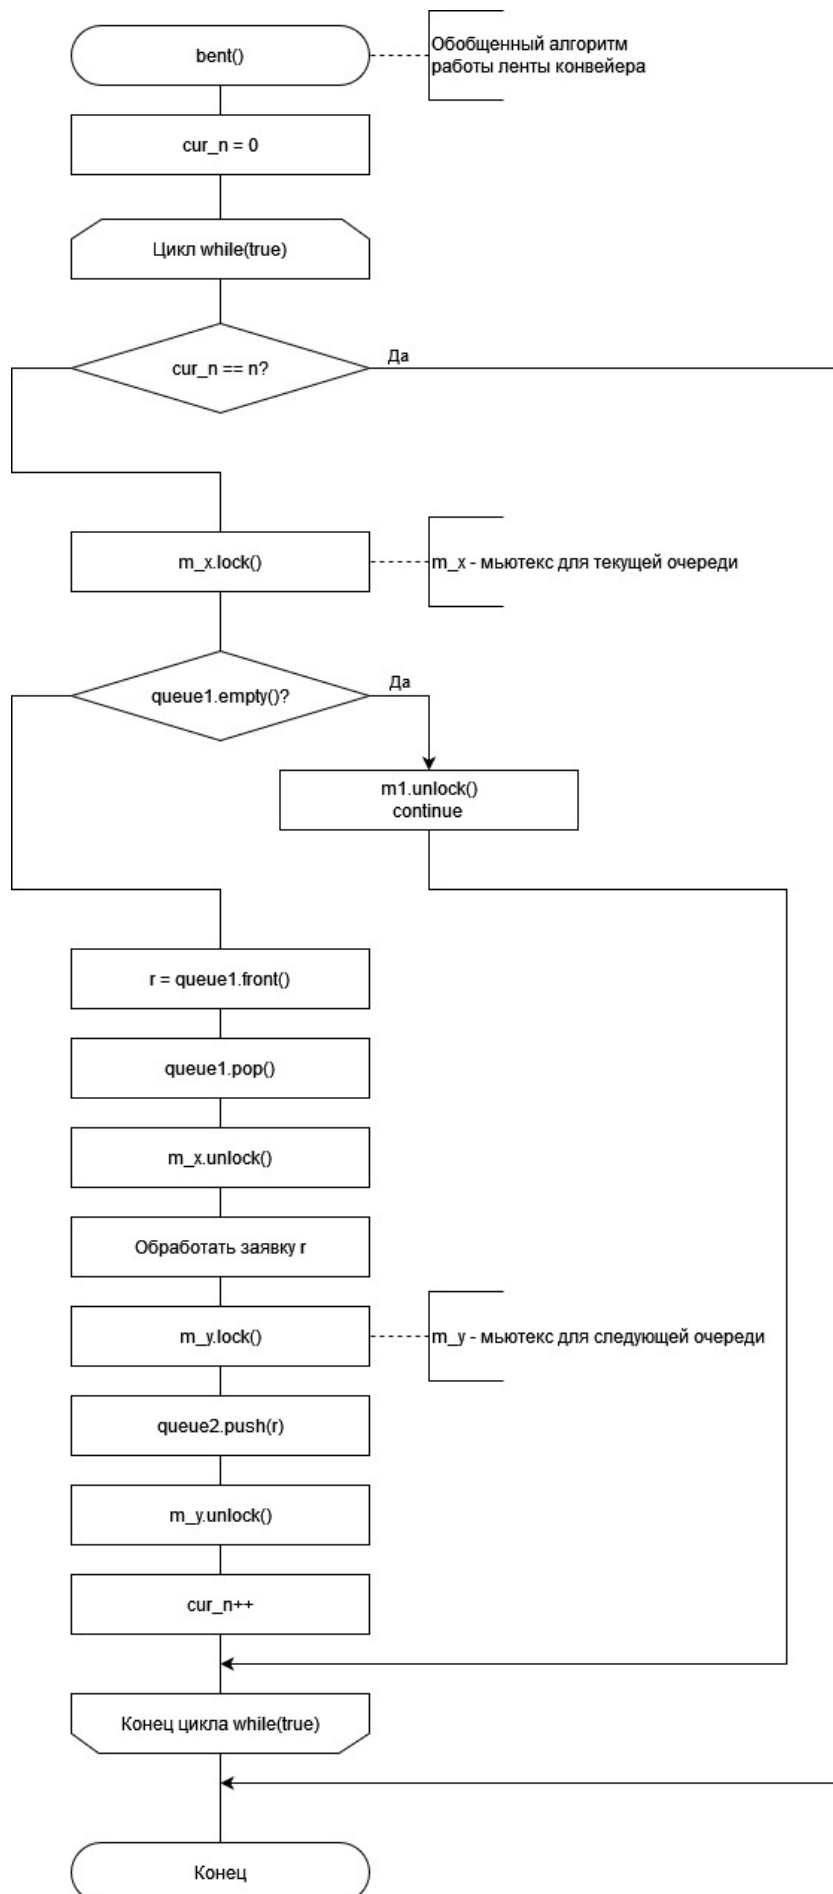 bent()
Обобщенный алгоритм
работы ленты конвейера
cur_n = 0
Цикл while(true)
cur_n == n?
Да
m_x.lock()
m_x - мьютекс для текущей очереди
queue1.empty()?
Да
m1.unlock()
continue
r = queue1.front()
queue1.pop()
m_x.unlock()
Обработать заявку r
m_y.lock()
m_y - мьютекс для следующей очереди
queue2.push(r)
m_y.unlock()
cur_n++
Конец цикла while(true)
Конец